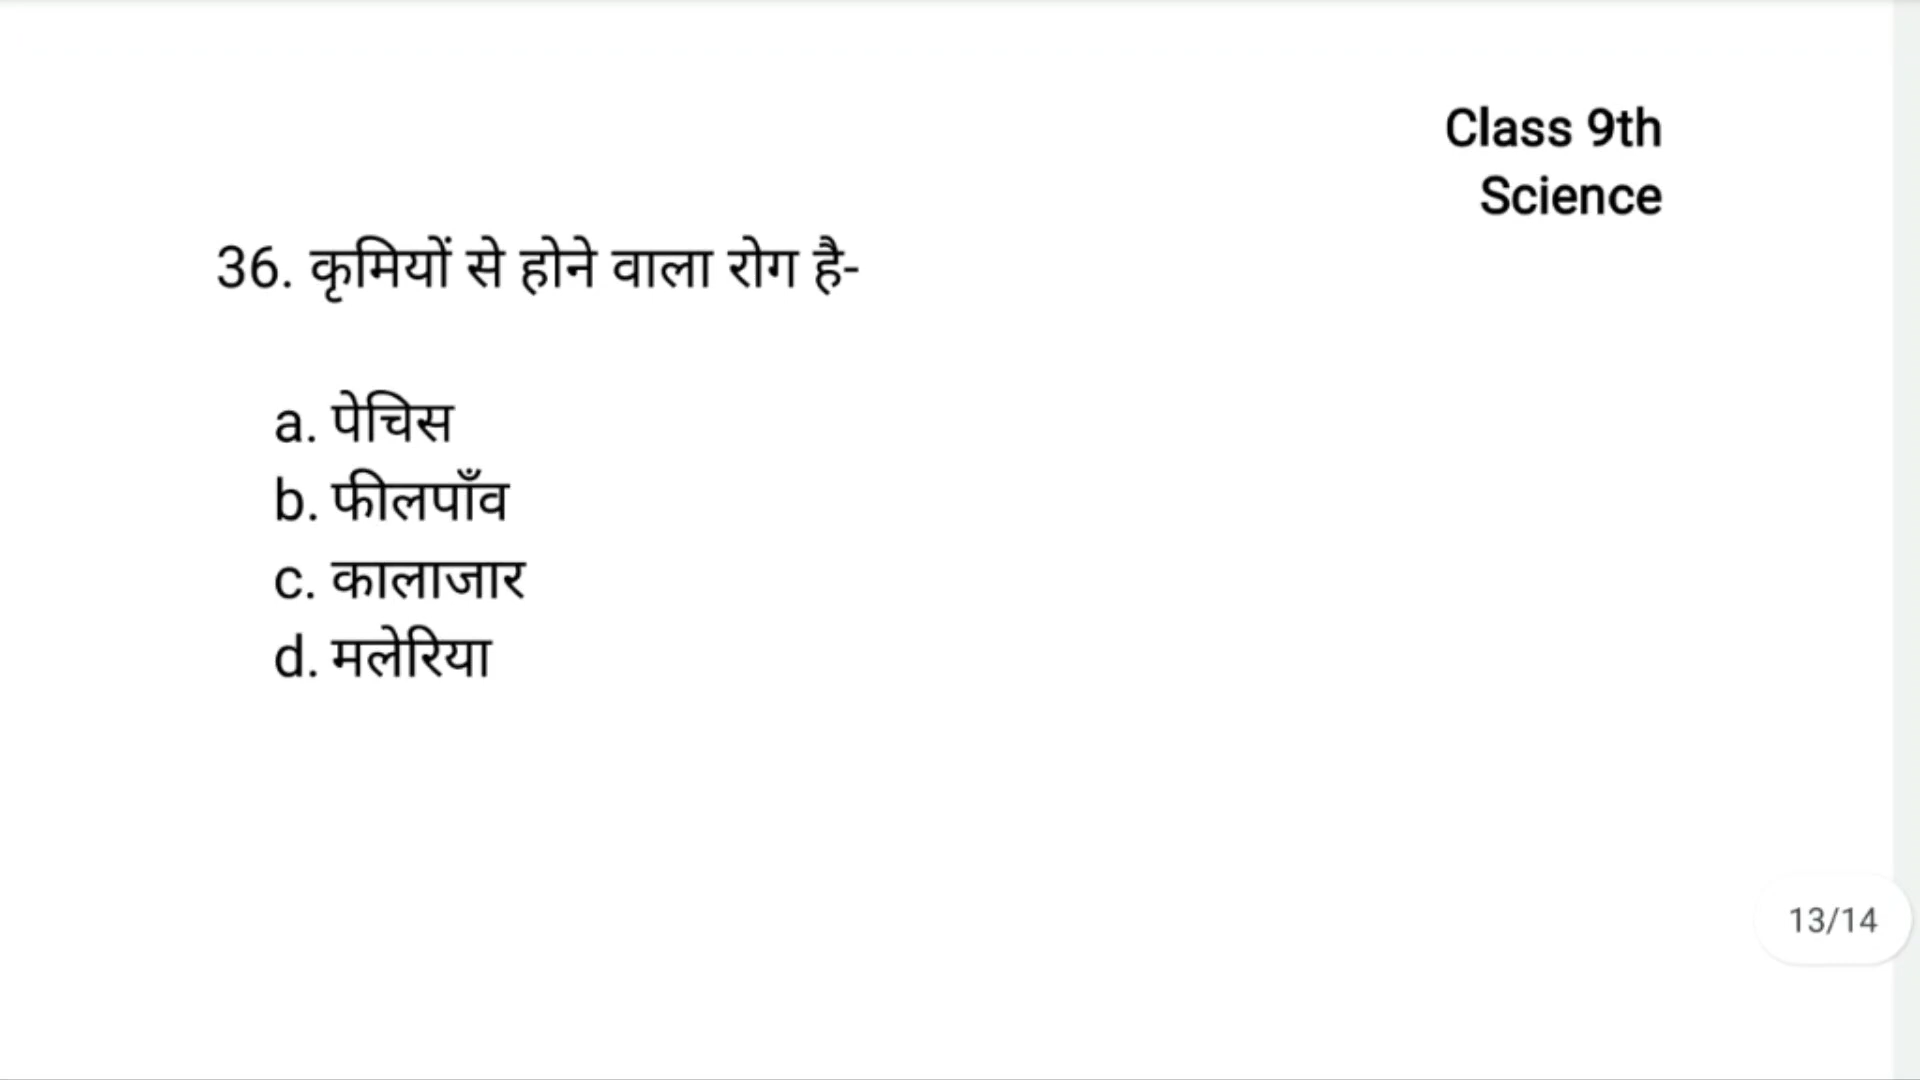 Class 9th
Science
36. कृमियों से होने वाला रोग है-
a. पेचिस
b. फीलपाँव
c. कालाजार
d. मलेरिया
13/14